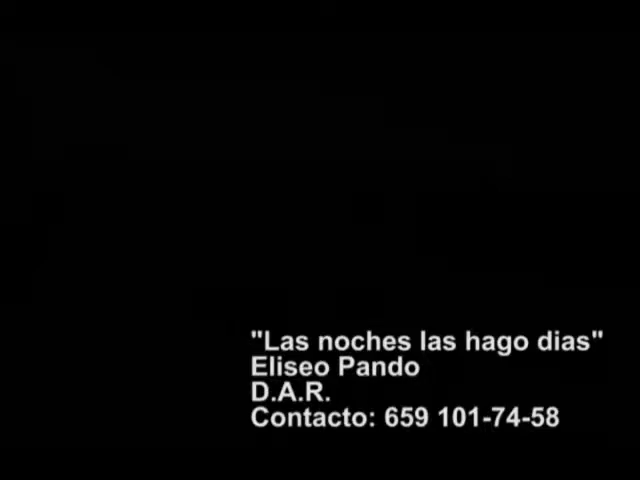 "Las noches las hago dias"
Eliseo Pando
D.A.R.
Contacto: 659 101-74-58